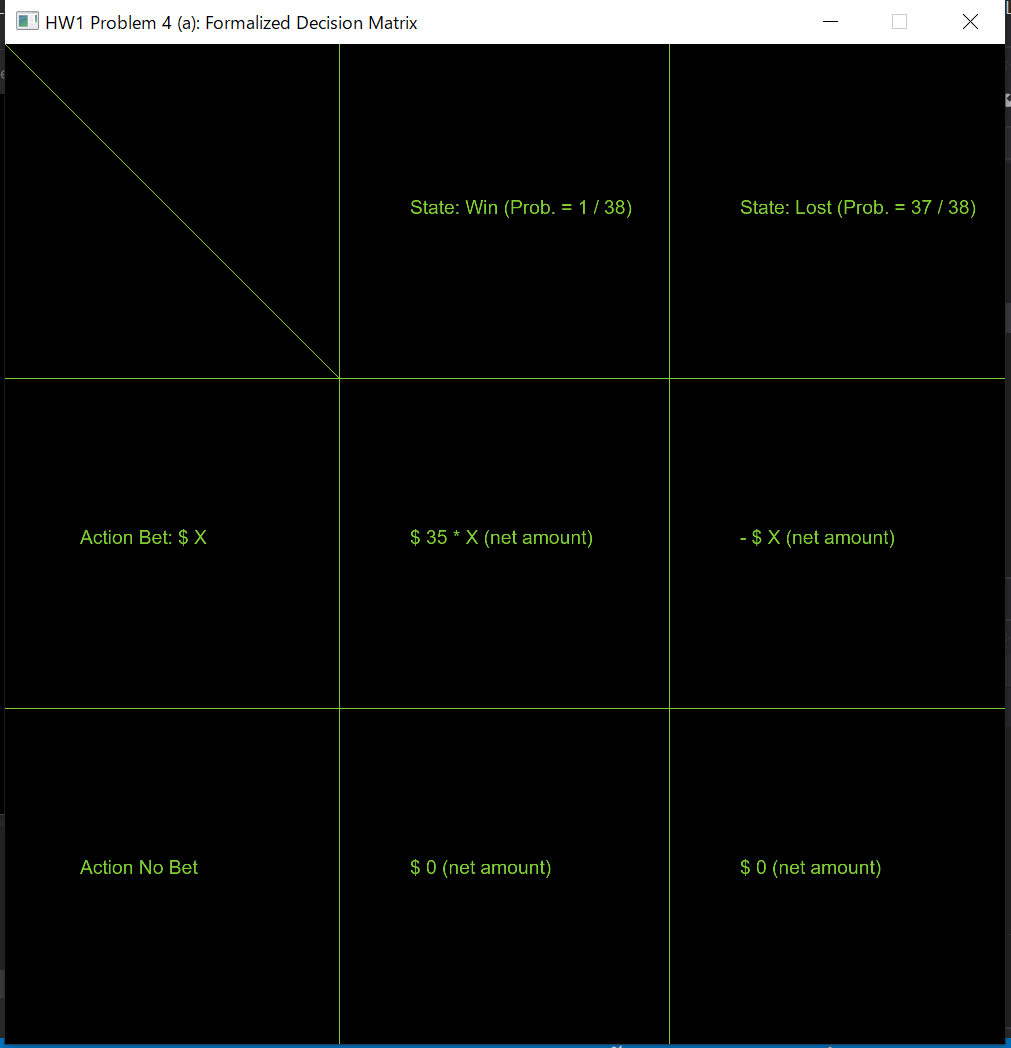 HW1 Problem 4 (a): Formalized Decision Matrix
State: Win (Prob. = 1 / 38)
State: Lost (Prob. = 37 / 38)
Action Bet: $ X
$ 35 * X (net amount)
- $ X (net amount)
Action No Bet
$ 0 (net amount)
$ 0 (net amount)